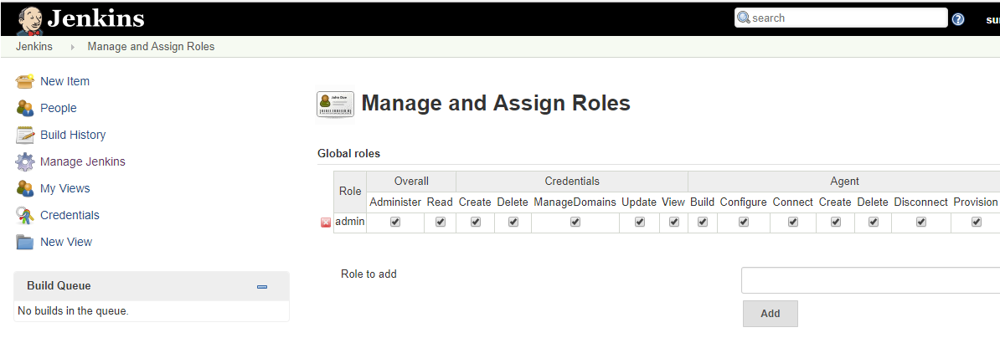 Jenkins
search
su
Jenkins Manage and Assign Roles
New Item
People
Build History
Manage Jenkins
My Views
Credentials
New View
Build Queue
No builds in the queue.
John Doe
Manage and Assign Roles
Global roles
Role Overall Credentials Agent
Administer Read Create Delete ManageDomains Update View Build Configure Connect Create Delete Disconnect Provision
admin
Role to add
Add